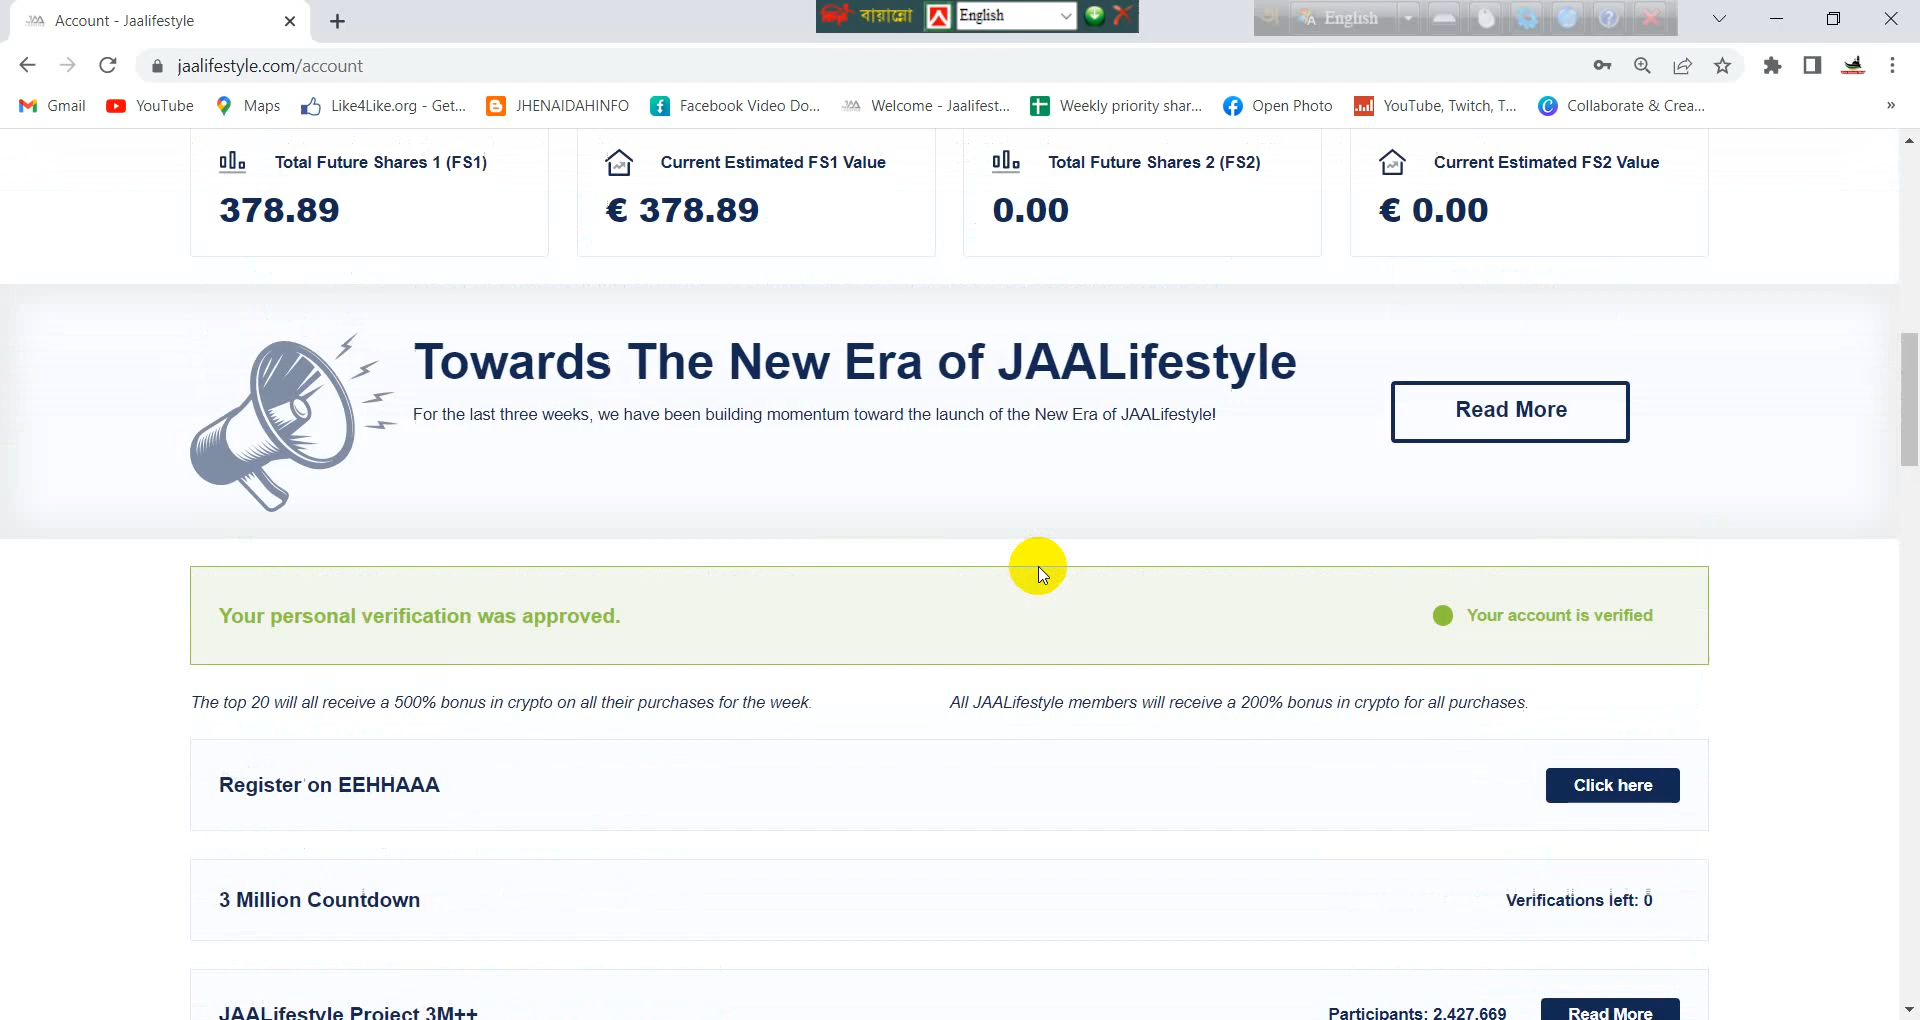 Account - Jaalifestyle
বায়ান্নো
English
English
jaalifestyle.com/account
Gmail
YouTube
Maps
Like4Like.org - Get...
JHENAIDAHINFO
Facebook Video Do...
Welcome - Jaalifest...
Weekly priority shar...
Open Photo
YouTube, Twitch, T...
Collaborate & Crea...
»
Total Future Shares 1 (FS1)
378.89
Current Estimated FS1 Value
€ 378.89
Total Future Shares 2 (FS2)
0.00
Current Estimated FS2 Value
€ 0.00
Towards The New Era of JAALifestyle
For the last three weeks, we have been building momentum toward the launch of the New Era of JAALifestyle!
Read More
Your personal verification was approved.
Your account is verified
The top 20 will all receive a 500% bonus in crypto on all their purchases for the week.
All JAALifestyle members will receive a 200% bonus in crypto for all purchases.
Register on EEHHAAA
Click here
3 Million Countdown
Verifications left: 0
JAALifestyle Project 3M++
Participants: 2,427,669
Read More